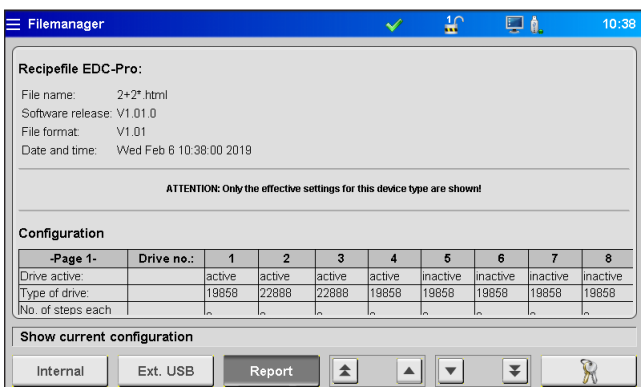 Filemanager 10:38
Recipefile EDC-Pro:
File name: 2+2*.html
Software release: V1.01.0
File format: V1.01
Date and time: Wed Feb 6 10:38:00 2019
ATTENTION: Only the effective settings for this device type are shown!
Configuration
-Page 1- Drive no.: 1 2 3 4 5 6 7 8
Drive active: active active active active inactive inactive inactive inactive
Type of drive: 19858 22888 22888 19858 19858 19858 19858 19858
No. of steps each
Show current configuration
Internal Ext. USB Report